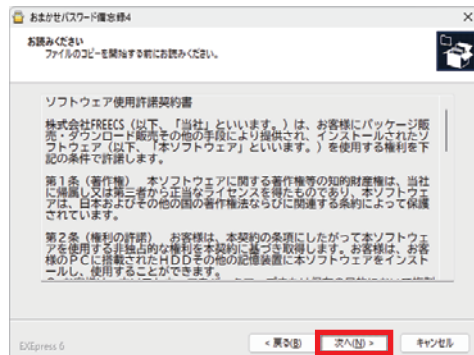 おまかせパスワード備忘録4
お読みください
ファイルのコピーを開始する前にお読みください。
ソフトウェア使用許諾契約書
株式会社FREECS（以下、「当社」といいます。）は、お客様にパッケージ販
売・ダウンロード販売その他の手段により提供され、インストールされたソ
フトウェア（以下、「本ソフトウェア」といいます。）を使用する権利を下
記の条件で許諾します。
第１条（著作権） 本ソフトウェアに関する著作権等の知的財産権は、当社
に帰属し又は第三者から正当なライセンスを得たものであり、本ソフトウェ
アは、日本およびその他の国の著作権法ならびに関連する条約によって保護
されています。
第２条（権利の許諾） お客様は、本契約の条項にしたがって本ソフトウェ
アを使用する非独占的な権利を本契約に基づき取得します。お客様は、お客
様のＰＣに搭載されたＨＤＤその他の記憶装置に本ソフトウェアをインスト
ールし、使用することができます。
EXEpress 6
< 戻る(B)
次へ(N) >
キャンセル